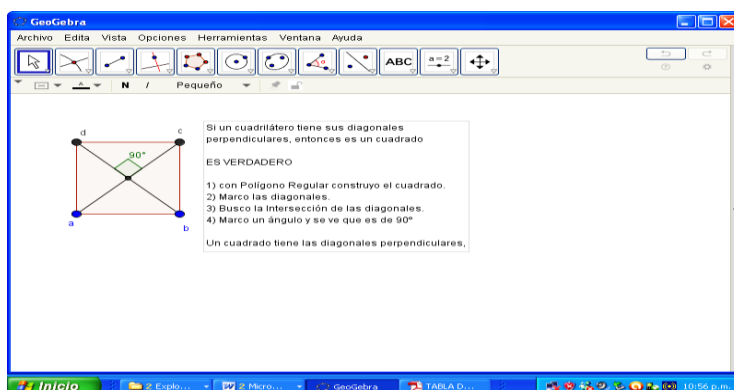 GeoGebra
Archivo Edita Vista Opciones Herramientas Ventana Ayuda
ABC
a=2
N I Pequeño
d
c
90°
a
b
Si un cuadrilátero tiene sus diagonales
perpendiculares, entonces es un cuadrado
ES VERDADERO
1) con Polígono Regular construyo el cuadrado.
2) Marco las diagonales.
3) Busco la Intersección de las diagonales.
4) Marco un ángulo y se ve que es de 90º
Un cuadrado tiene las diagonales perpendiculares,
Inicio
2 Explo...
2 Micro...
GeoGebra
TABLA D...
10:56 p.m.